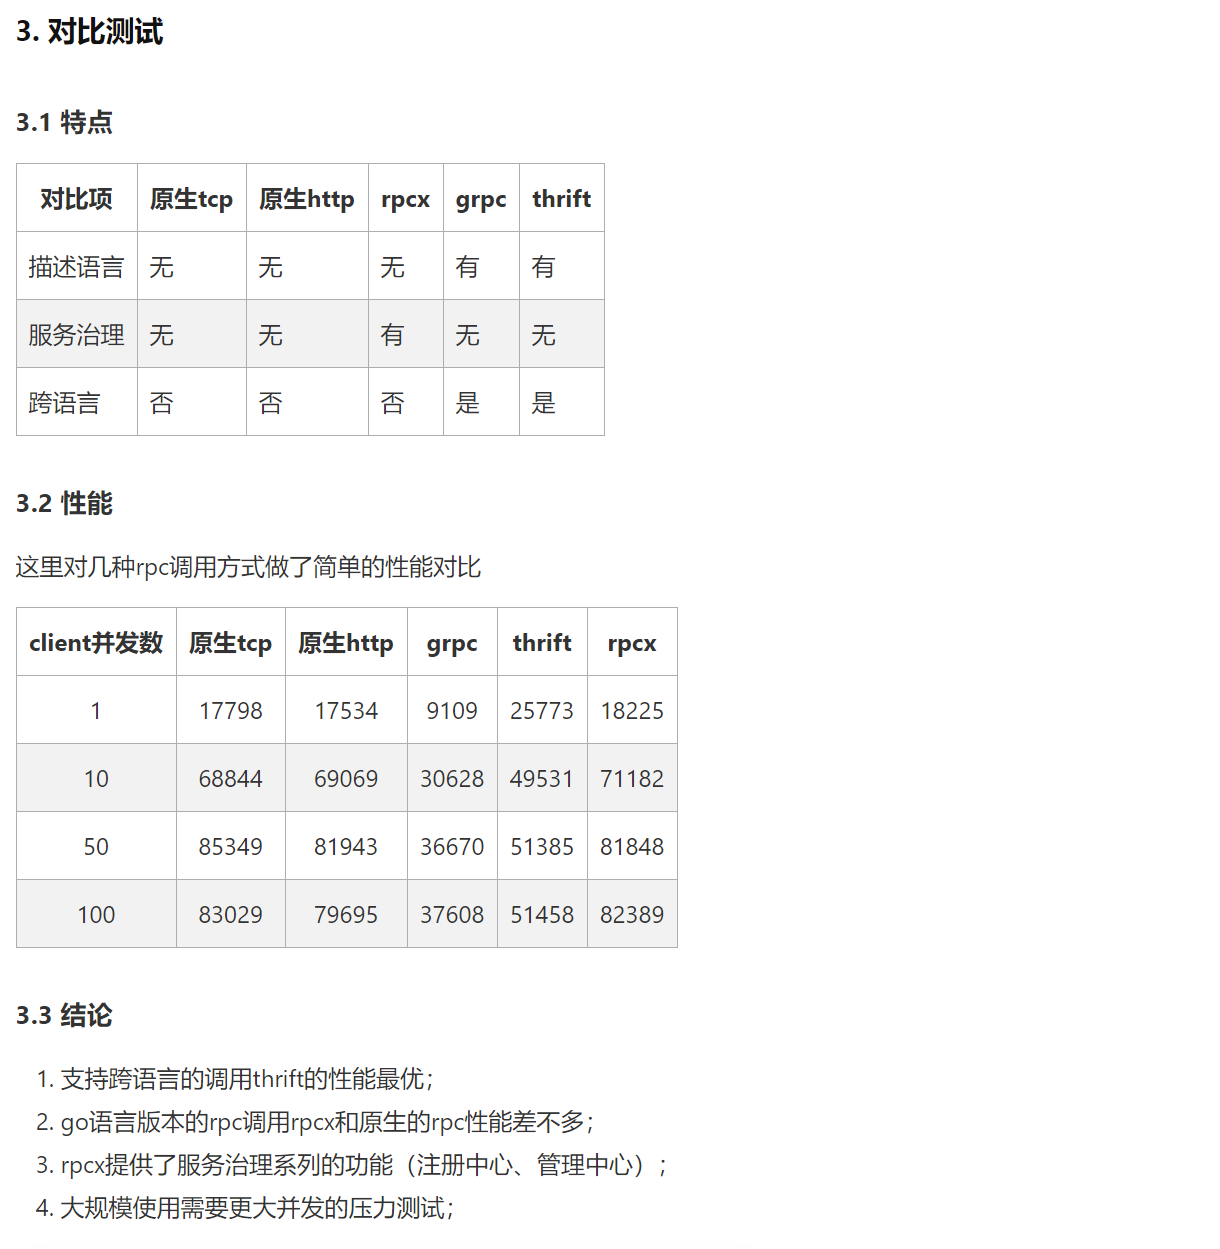 3. 对比测试
3.1 特点
对比项 原生tcp 原生http rpcx grpc thrift
描述语言 无 无 无 有 有
服务治理 无 无 有 无 无
跨语言 否 否 否 是 是
3.2 性能
这里对几种rpc调用方式做了简单的性能对比
client并发数 原生tcp 原生http grpc thrift rpcx
1 17798 17534 9109 25773 18225
10 68844 69069 30628 49531 71182
50 85349 81943 36670 51385 81848
100 83029 79695 37608 51458 82389
3.3 结论
1. 支持跨语言的调用thrift的性能最优；
2. go语言版本的rpc调用rpcx和原生的rpc性能差不多；
3. rpcx提供了服务治理系列的功能（注册中心、管理中心）；
4. 大规模使用需要更大并发的压力测试；